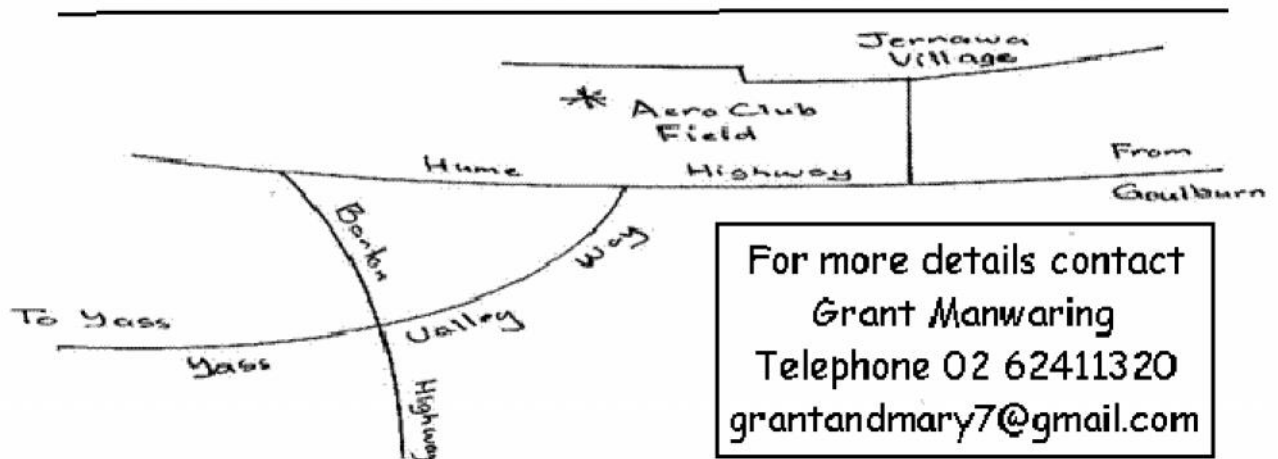 Jernawa
Village
Aero Club
Field
Hume Highway
From
Goulburn
Barton
Highway
To Yass
Yass Valley Way
For more details contact
Grant Manwaring
Telephone 02 62411320
grantandmary7@gmail.com